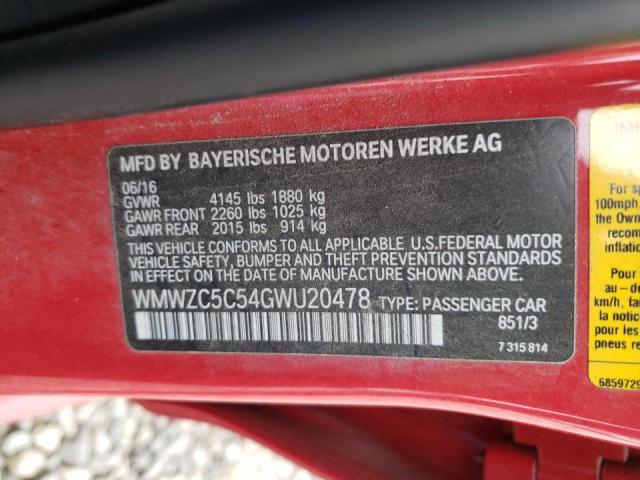 MFD BY BAYERISCHE MOTOREN WERKE AG
06/16
GVWR 4145 lbs 1880 kg
GAWR FRONT 2260 lbs 1025 kg
GAWR REAR 2015 lbs 914 kg
THIS VEHICLE CONFORMS TO ALL APPLICABLE U.S.FEDERAL MOTOR
VEHICLE SAFETY, BUMPER AND THEFT PREVENTION STANDARDS IN
EFFECT ON THE DATE OF MANUFACTURE SHOWN ABOVE.
WMWZC5C54GWU20478 TYPE: PASSENGER CAR
851/3
7 315 814
For sp
100mph
the Own
recom
inflatio
Pour
au-de
km/h, ta
la notice
pour les
pneus re
6859729